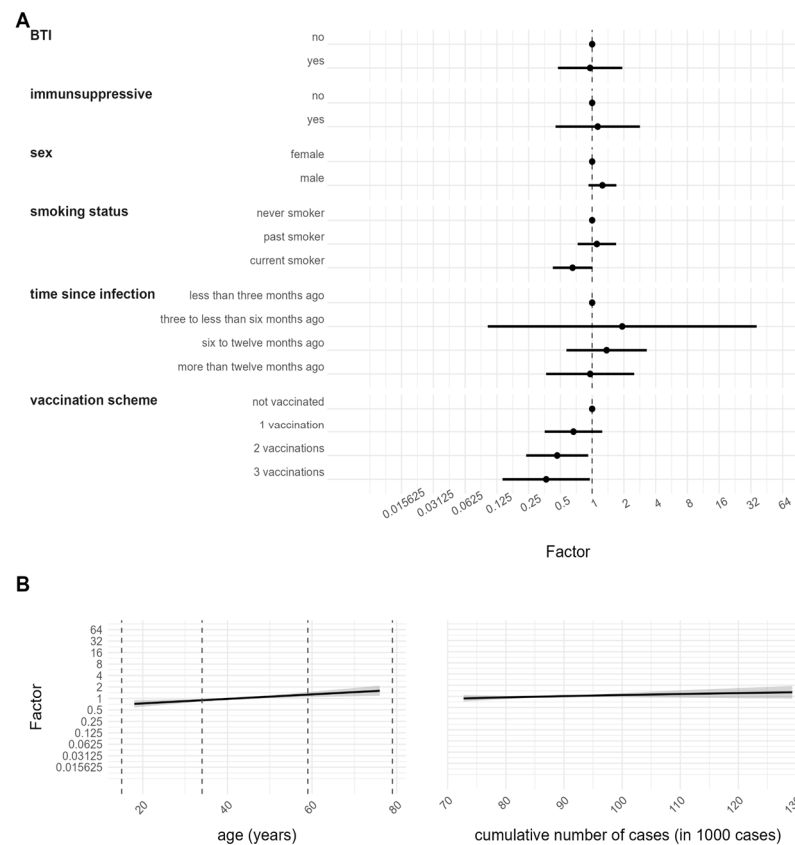 A
BTI
no
yes
immunsuppressive
no
yes
sex
female
male
smoking status
never smoker
past smoker
current smoker
time since infection
less than three months ago
three to less than six months ago
six to twelve months ago
more than twelve months ago
vaccination scheme
not vaccinated
1 vaccination
2 vaccinations
3 vaccinations
0.015625 0.03125 0.0625 0.125 0.25 0.5 1 2 4 8 16 32 64
Factor
B
64
32
16
8
4
2
1
0.5
0.25
0.125
0.0625
0.03125
0.015625
Factor
20 40 60 80
age (years)
70 80 90 100 110 120 130
cumulative number of cases (in 1000 cases)